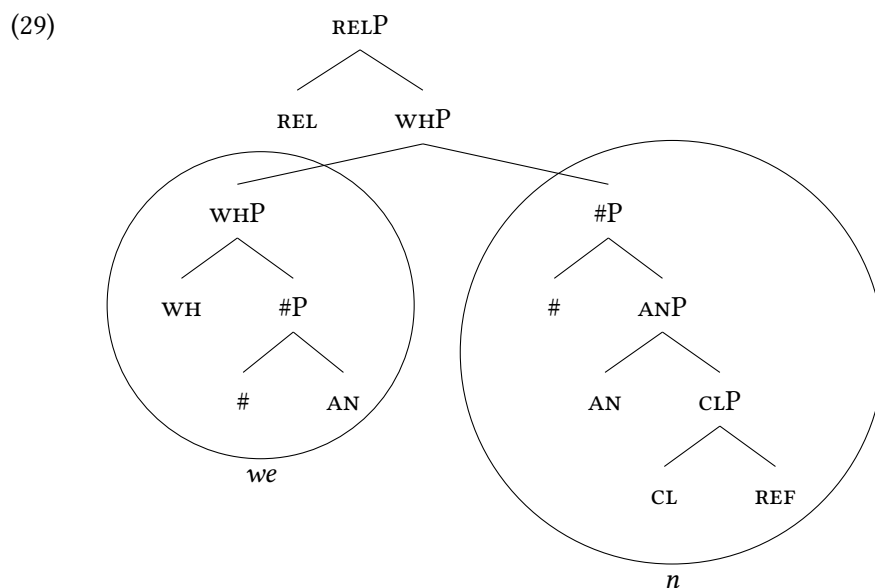 (29)
RELP
REL WHP
WHP #P
WH #P # ANP
# AN AN CLP
we
CL REF
n